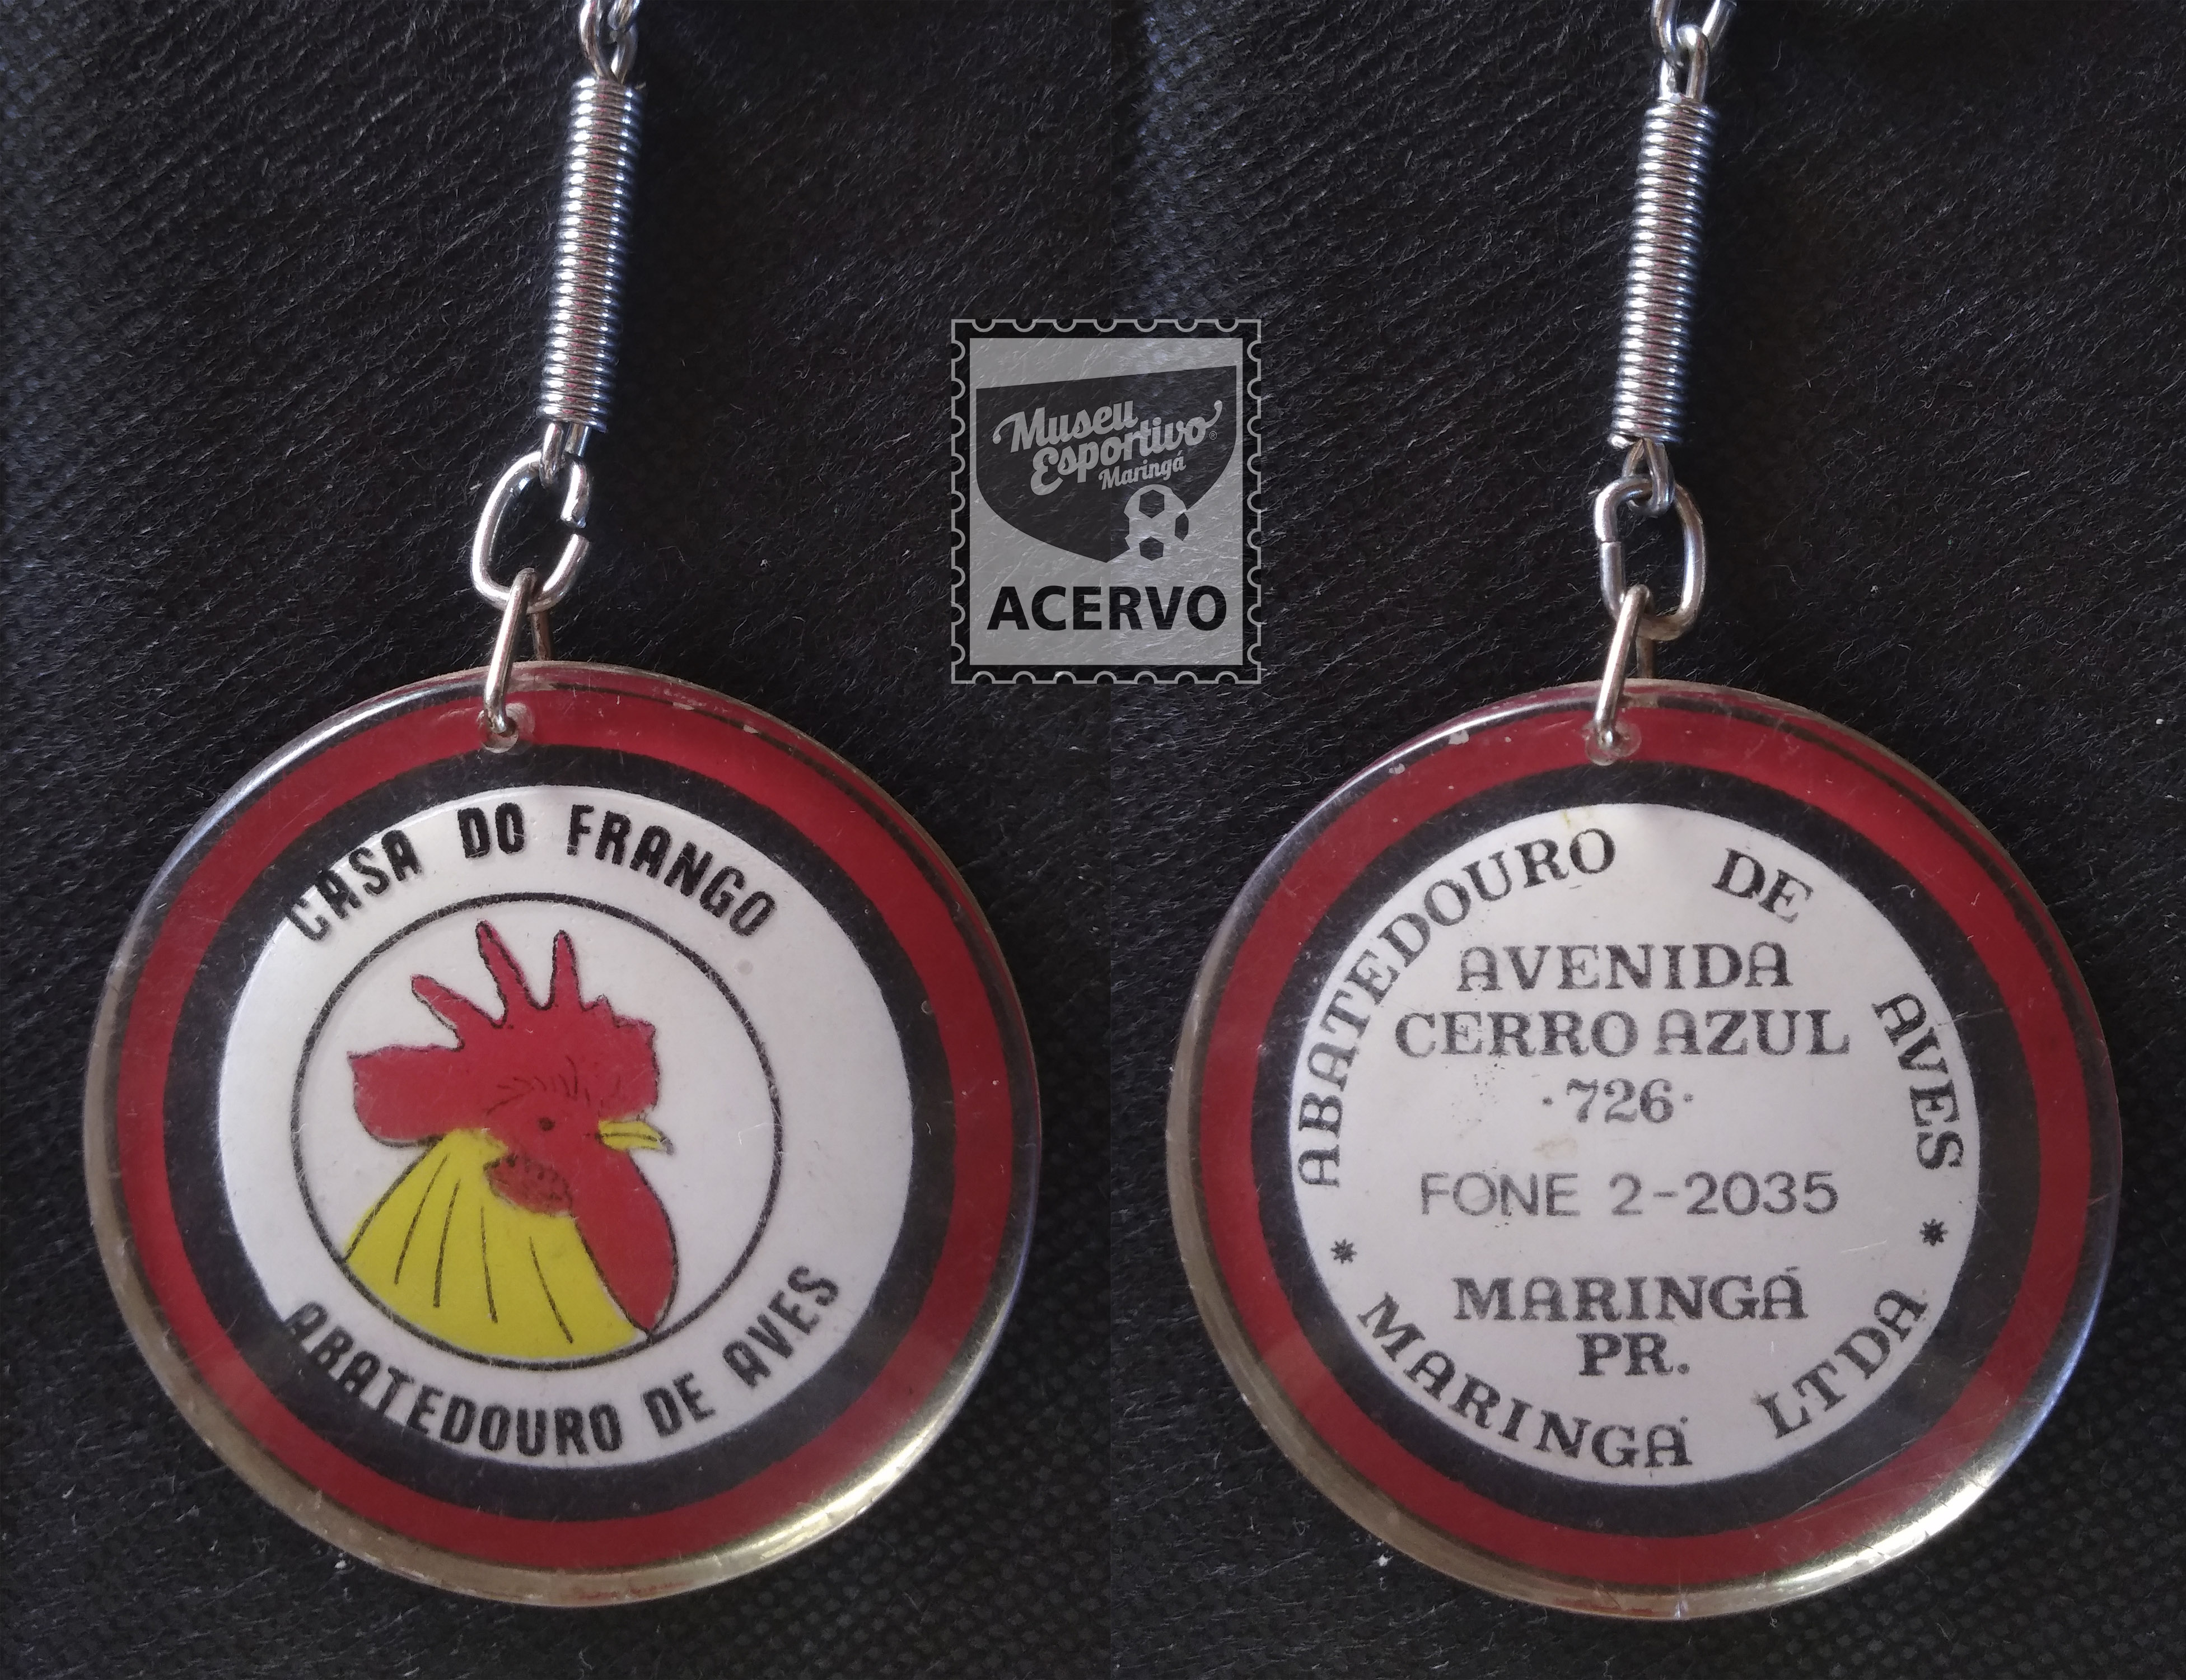 CASA DO FRANGO
ABATEDOURO DE AVES
Museu
Esportivo
Maringá
ACERVO
ABATEDOURO DE AVES
AVENIDA
CERRO AZUL
·726·
FONE 2-2035
MARINGÁ
PR.
* MARINGÁ LTDA *